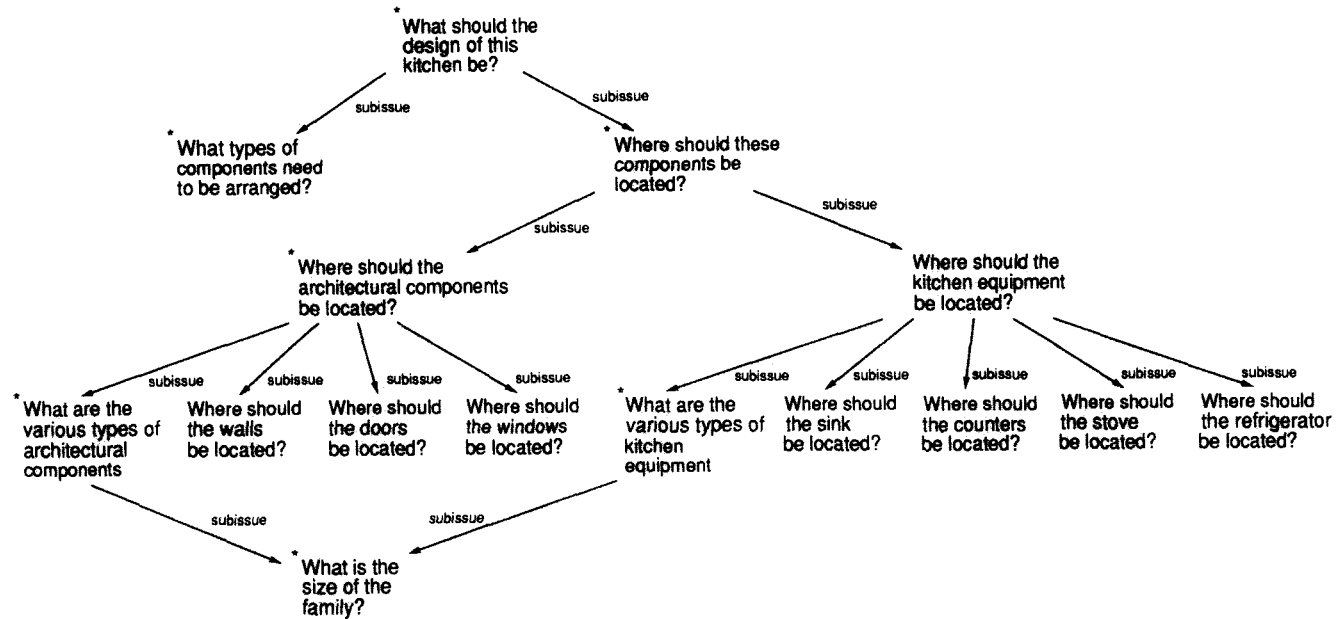 * What should the
design of this
kitchen be?
subissue
subissue
* What types of
components need
to be arranged?
* Where should these
components be
located?
subissue
subissue
* Where should the
architectural components
be located?
Where should the
kitchen equipment
be located?
subissue
subissue
subissue
subissue
subissue
subissue
subissue
subissue
subissue
* What are the
various types of
architectural
components
Where should
the walls
be located?
Where should
the doors
be located?
Where should
the windows
be located?
* What are the
various types of
kitchen
equipment
Where should
the sink
be located?
Where should
the counters
be located?
Where should
the stove
be located?
Where should
the refrigerator
be located?
subissue
subissue
* What is the
size of the
family?